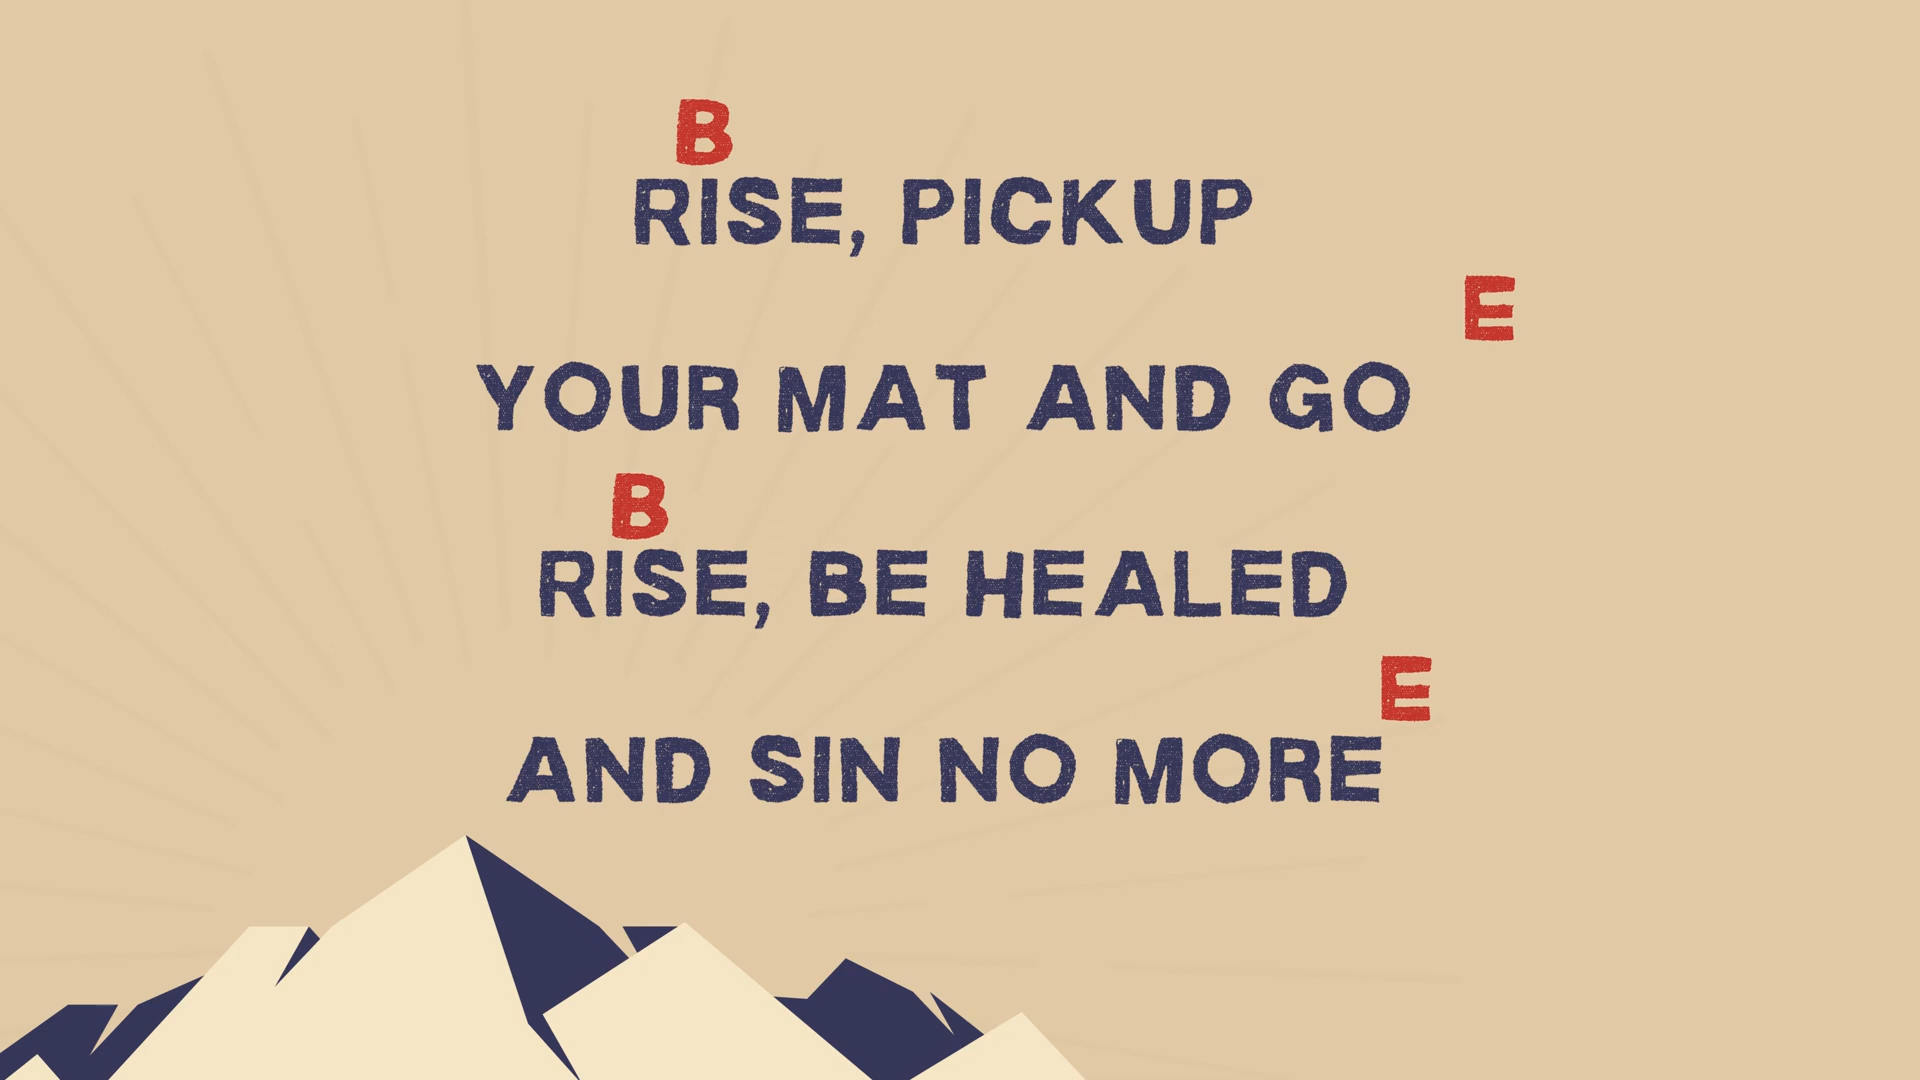 B
RISE, PICKUP
E
YOUR MAT AND GO
B
RISE, BE HEALED
E
AND SIN NO MORE